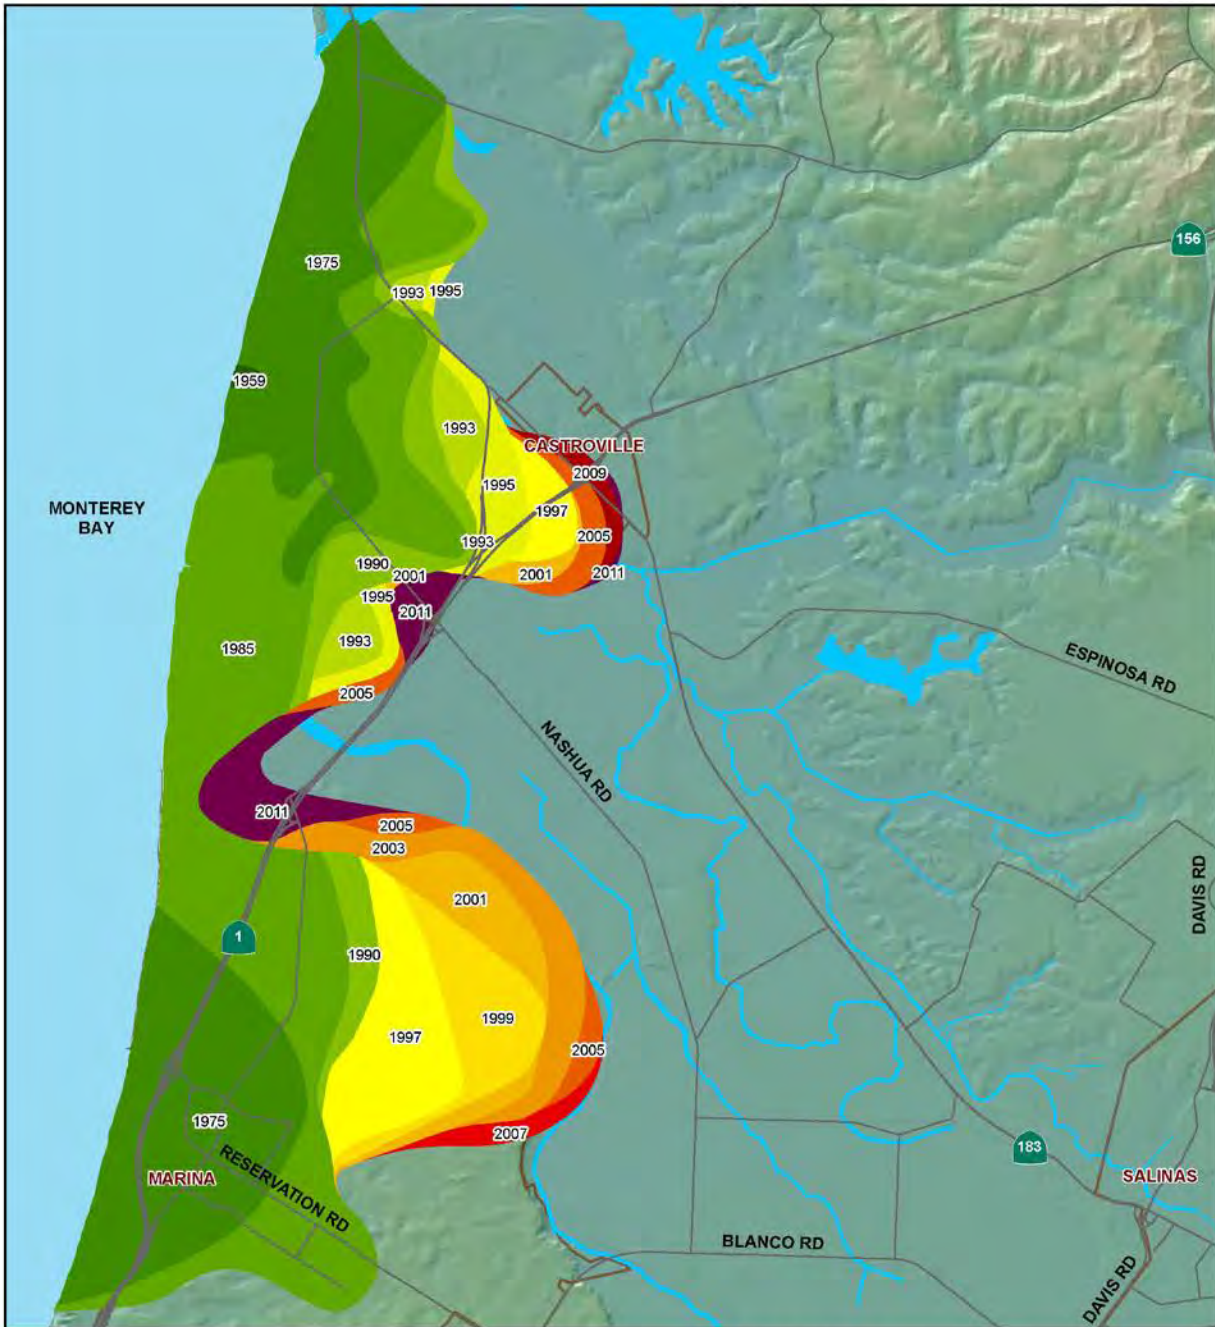 156
1975
1993
1995
1959
1993
CASTROVILLE
2009
1995
MONTEREY
BAY
1997
2005
1993
1990
2001
2001
2011
1995
2011
1993
1985
ESPINOSA RD
2005
NASHUA RD
2011
2005
2003
DAVIS RD
2001
1
1990
1999
1997
2005
1975
2007
183
RESERVATION RD
MARINA
SALINAS
BLANCO RD
DAVIS RD